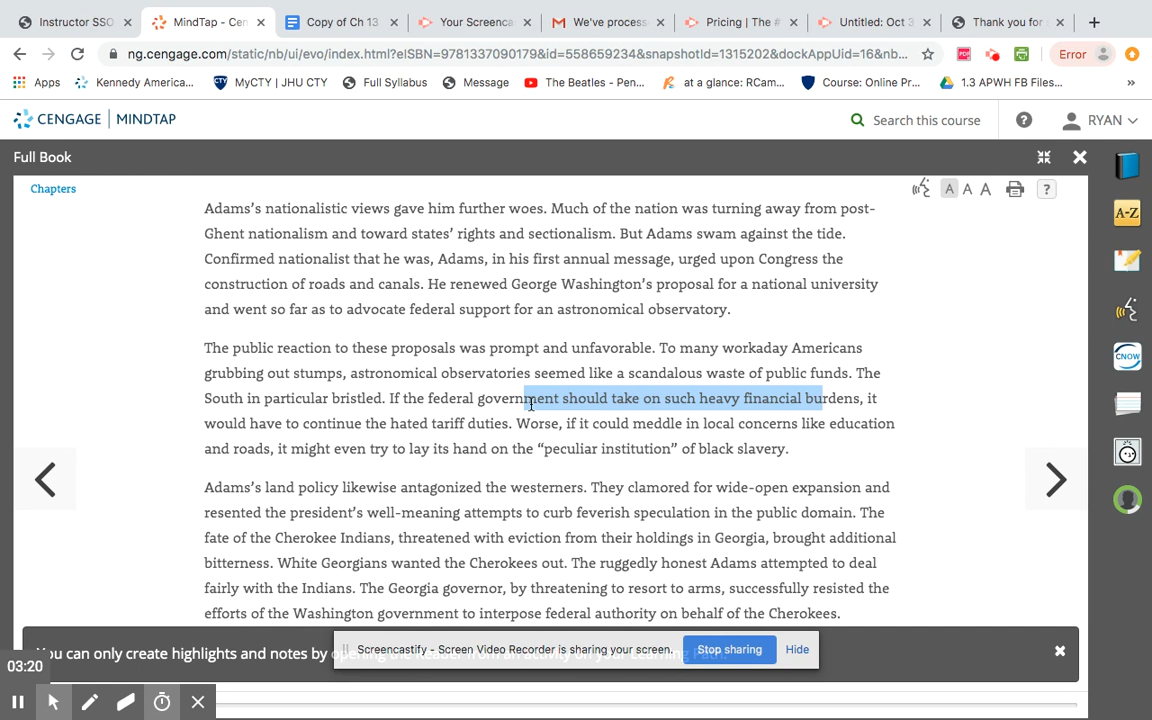 Instructor SSO
MindTap - Cen
Copy of Ch 13
Your Screencas
We've process
Pricing | The #
Untitled: Oct 3
Thank you for
ng.cengage.com/static/nb/ui/evo/index.html?eISBN=9781337090179&id=558659234&snapshotId=1315202&dockAppUid=16&nb...
Error
Apps
Kennedy America...
MyCTY | JHU CTY
Full Syllabus
Message
The Beatles - Pen...
at a glance: RCam...
Course: Online Pr...
1.3 APWH FB Files...
»
CENGAGE | MINDTAP
Search this course
?
RYAN
Full Book
Chapters
A A A
?
Adams's nationalistic views gave him further woes. Much of the nation was turning away from post-
Ghent nationalism and toward states' rights and sectionalism. But Adams swam against the tide.
Confirmed nationalist that he was, Adams, in his first annual message, urged upon Congress the
construction of roads and canals. He renewed George Washington's proposal for a national university
and went so far as to advocate federal support for an astronomical observatory.
The public reaction to these proposals was prompt and unfavorable. To many workaday Americans
grubbing out stumps, astronomical observatories seemed like a scandalous waste of public funds. The
South in particular bristled. If the federal government should take on such heavy financial burdens, it
would have to continue the hated tariff duties. Worse, if it could meddle in local concerns like education
and roads, it might even try to lay its hand on the “peculiar institution” of black slavery.
Adams's land policy likewise antagonized the westerners. They clamored for wide-open expansion and
resented the president's well-meaning attempts to curb feverish speculation in the public domain. The
fate of the Cherokee Indians, threatened with eviction from their holdings in Georgia, brought additional
bitterness. White Georgians wanted the Cherokees out. The ruggedly honest Adams attempted to deal
fairly with the Indians. The Georgia governor, by threatening to resort to arms, successfully resisted the
efforts of the Washington government to interpose federal authority on behalf of the Cherokees.
A-Z
CNOW
You can only create highlights and notes by
Screencastify - Screen Video Recorder is sharing your screen.
Stop sharing
Hide
03:20